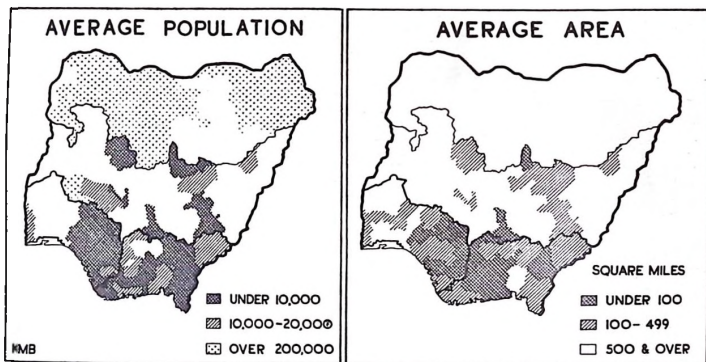 AVERAGE POPULATION
UNDER 10,000
10,000-20,000
OVER 200,000
KMB
AVERAGE AREA
SQUARE MILES
UNDER 100
100-499
500 & OVER